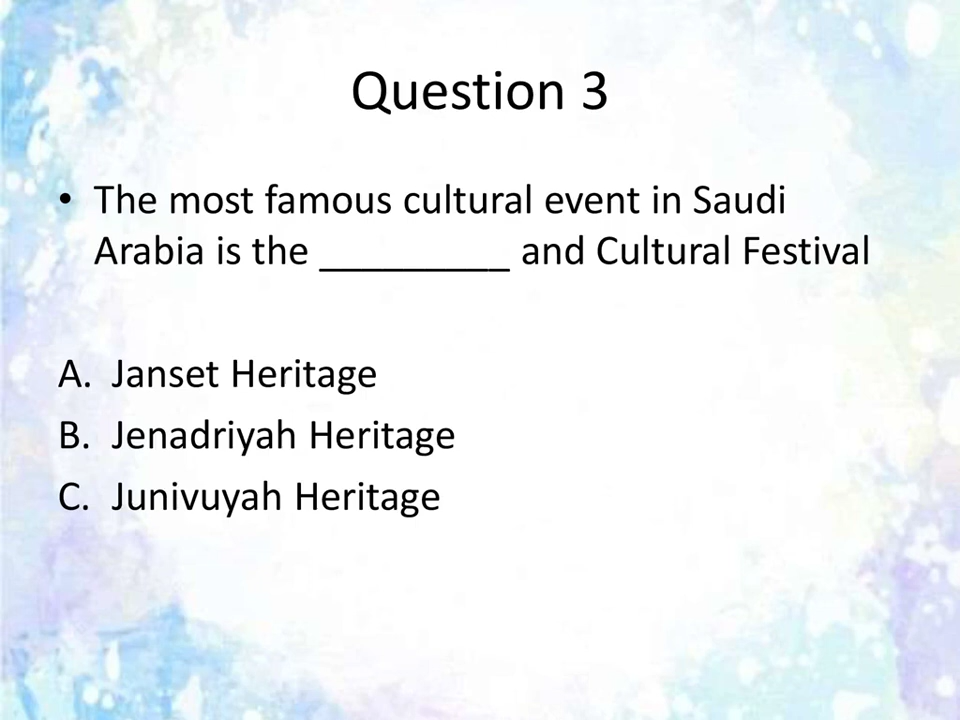 Question 3
• The most famous cultural event in Saudi
Arabia is the _________ and Cultural Festival
A. Janset Heritage
B. Jenadriyah Heritage
C. Junivuyah Heritage